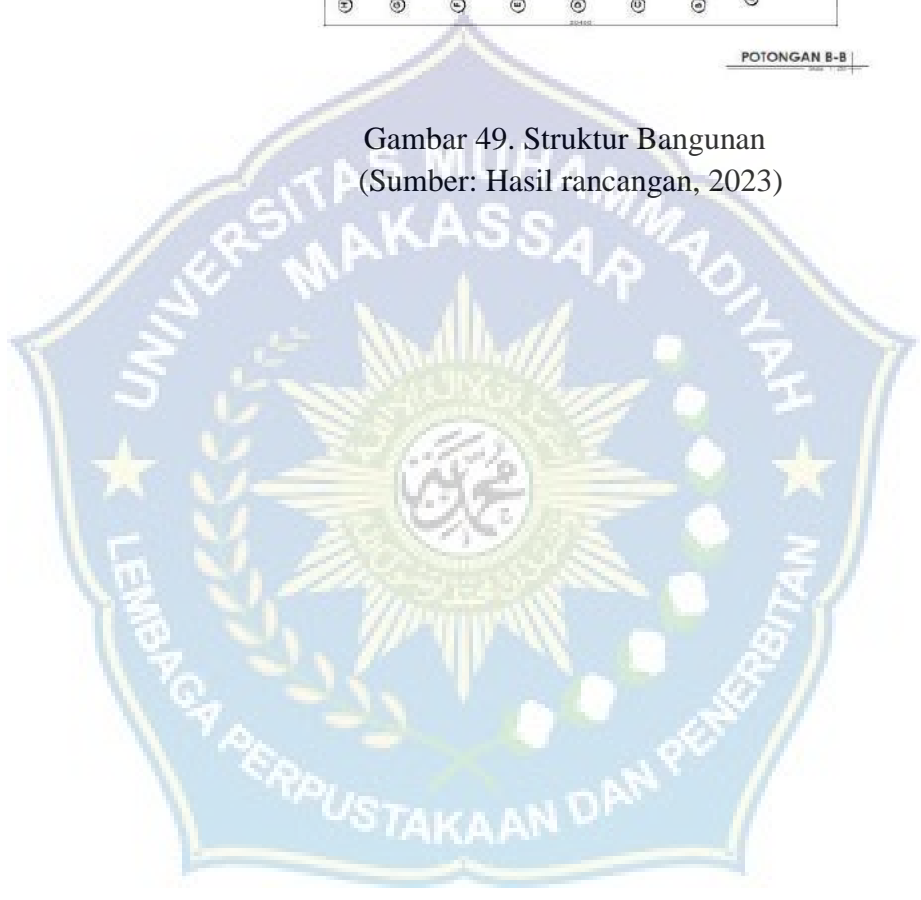 POTONGAN B-B
Gambar 49. Struktur Bangunan
(Sumber: Hasil rancangan, 2023)
UNIVERSITAS MUHAMMADIYAH
MAKASSAR
LEMBAGA PERPUSTAKAAN DAN PENERBITAN